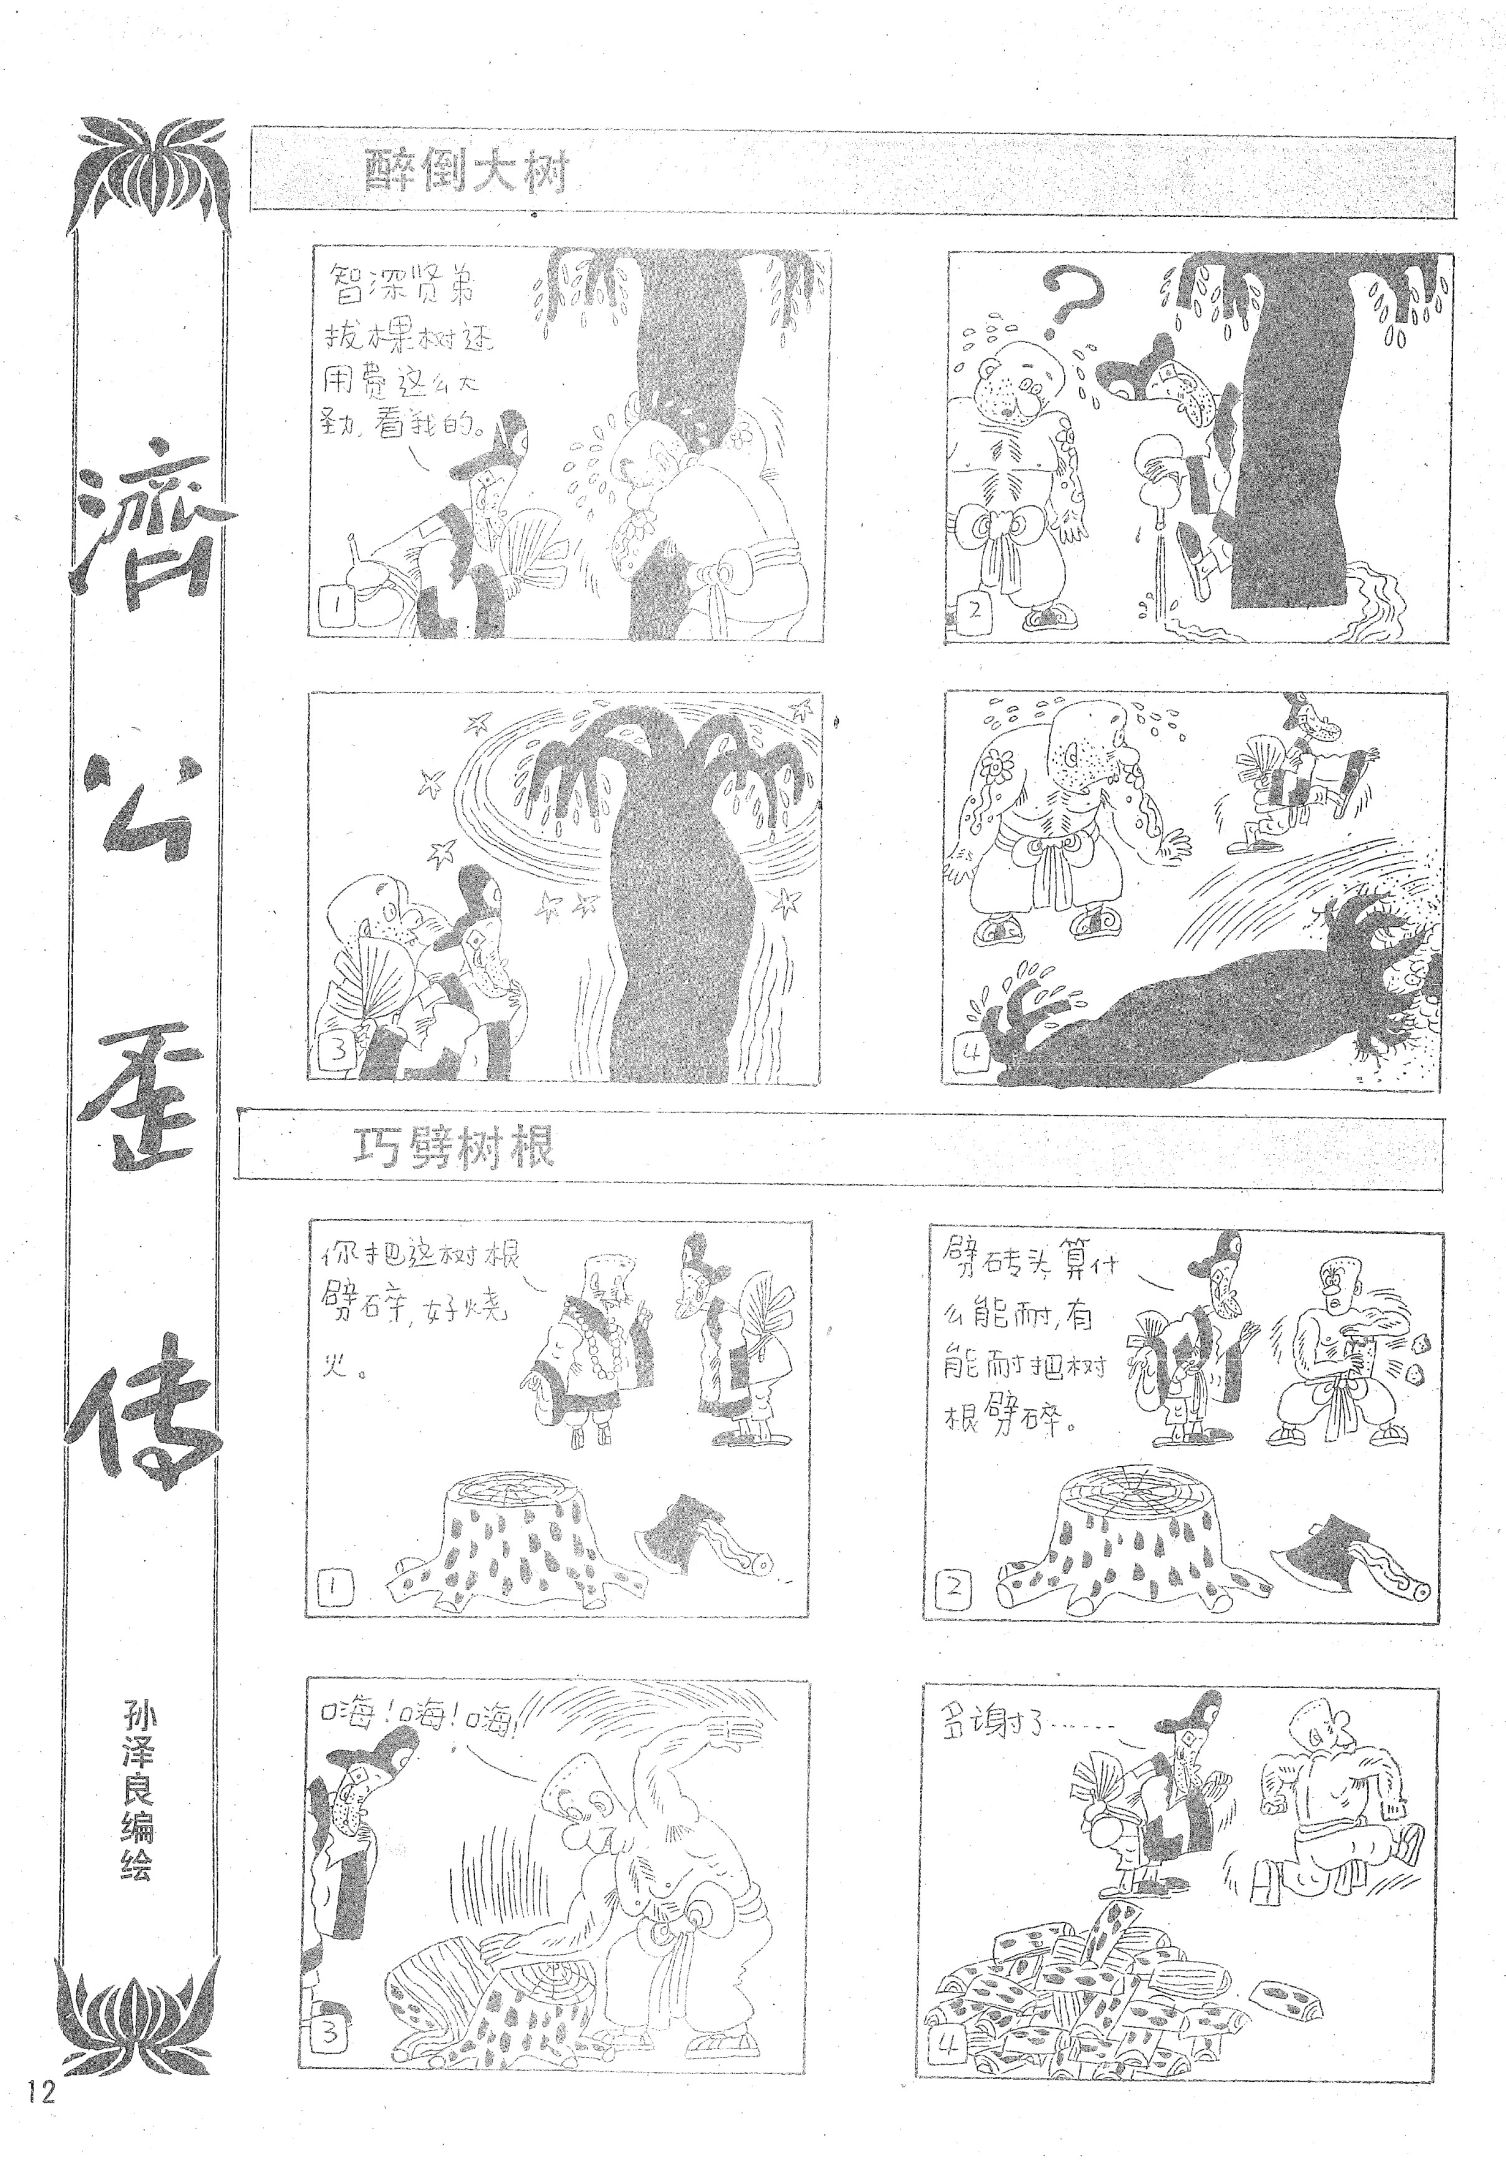 濟公歪传
孙泽良编绘
醉倒大树
智深贤弟
拔棵树还
用费这么大
劲,看我的。
1
?
2
3
4
巧劈树根
你把这树根
劈碎,好烧
火。
1
劈砖头算什
么能耐,有
能耐把树
根劈碎。
2
嗨!嗨!嗨!
3
多谢了……
4
12